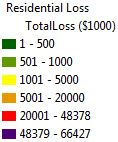 Residential Loss
TotalLoss ($1000)
1 - 500
501 - 1000
1001 - 5000
5001 - 20000
20001 - 48378
48379 - 66427